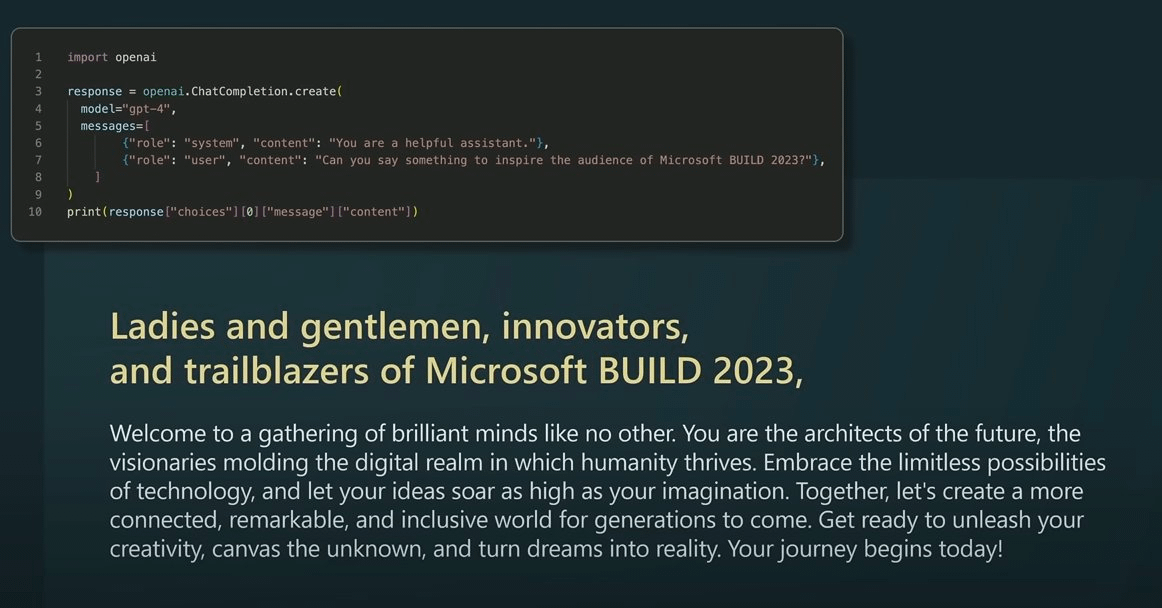 1 import openai
2
3 response = openai.ChatCompletion.create(
4 model="gpt-4",
5 messages=[
6 {"role": "system", "content": "You are a helpful assistant."},
7 {"role": "user", "content": "Can you say something to inspire the audience of Microsoft BUILD 2023?"},
8 ]
9 )
10 print(response["choices"][0]["message"]["content"])
Ladies and gentlemen, innovators,
and trailblazers of Microsoft BUILD 2023,
Welcome to a gathering of brilliant minds like no other. You are the architects of the future, the
visionaries molding the digital realm in which humanity thrives. Embrace the limitless possibilities
of technology, and let your ideas soar as high as your imagination. Together, let's create a more
connected, remarkable, and inclusive world for generations to come. Get ready to unleash your
creativity, canvas the unknown, and turn dreams into reality. Your journey begins today!